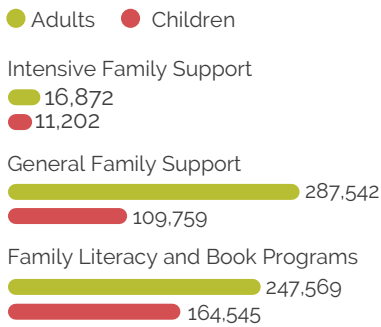 Adults Children
Intensive Family Support
16,872
11,202
General Family Support
287,542
109,759
Family Literacy and Book Programs
247,569
164,545